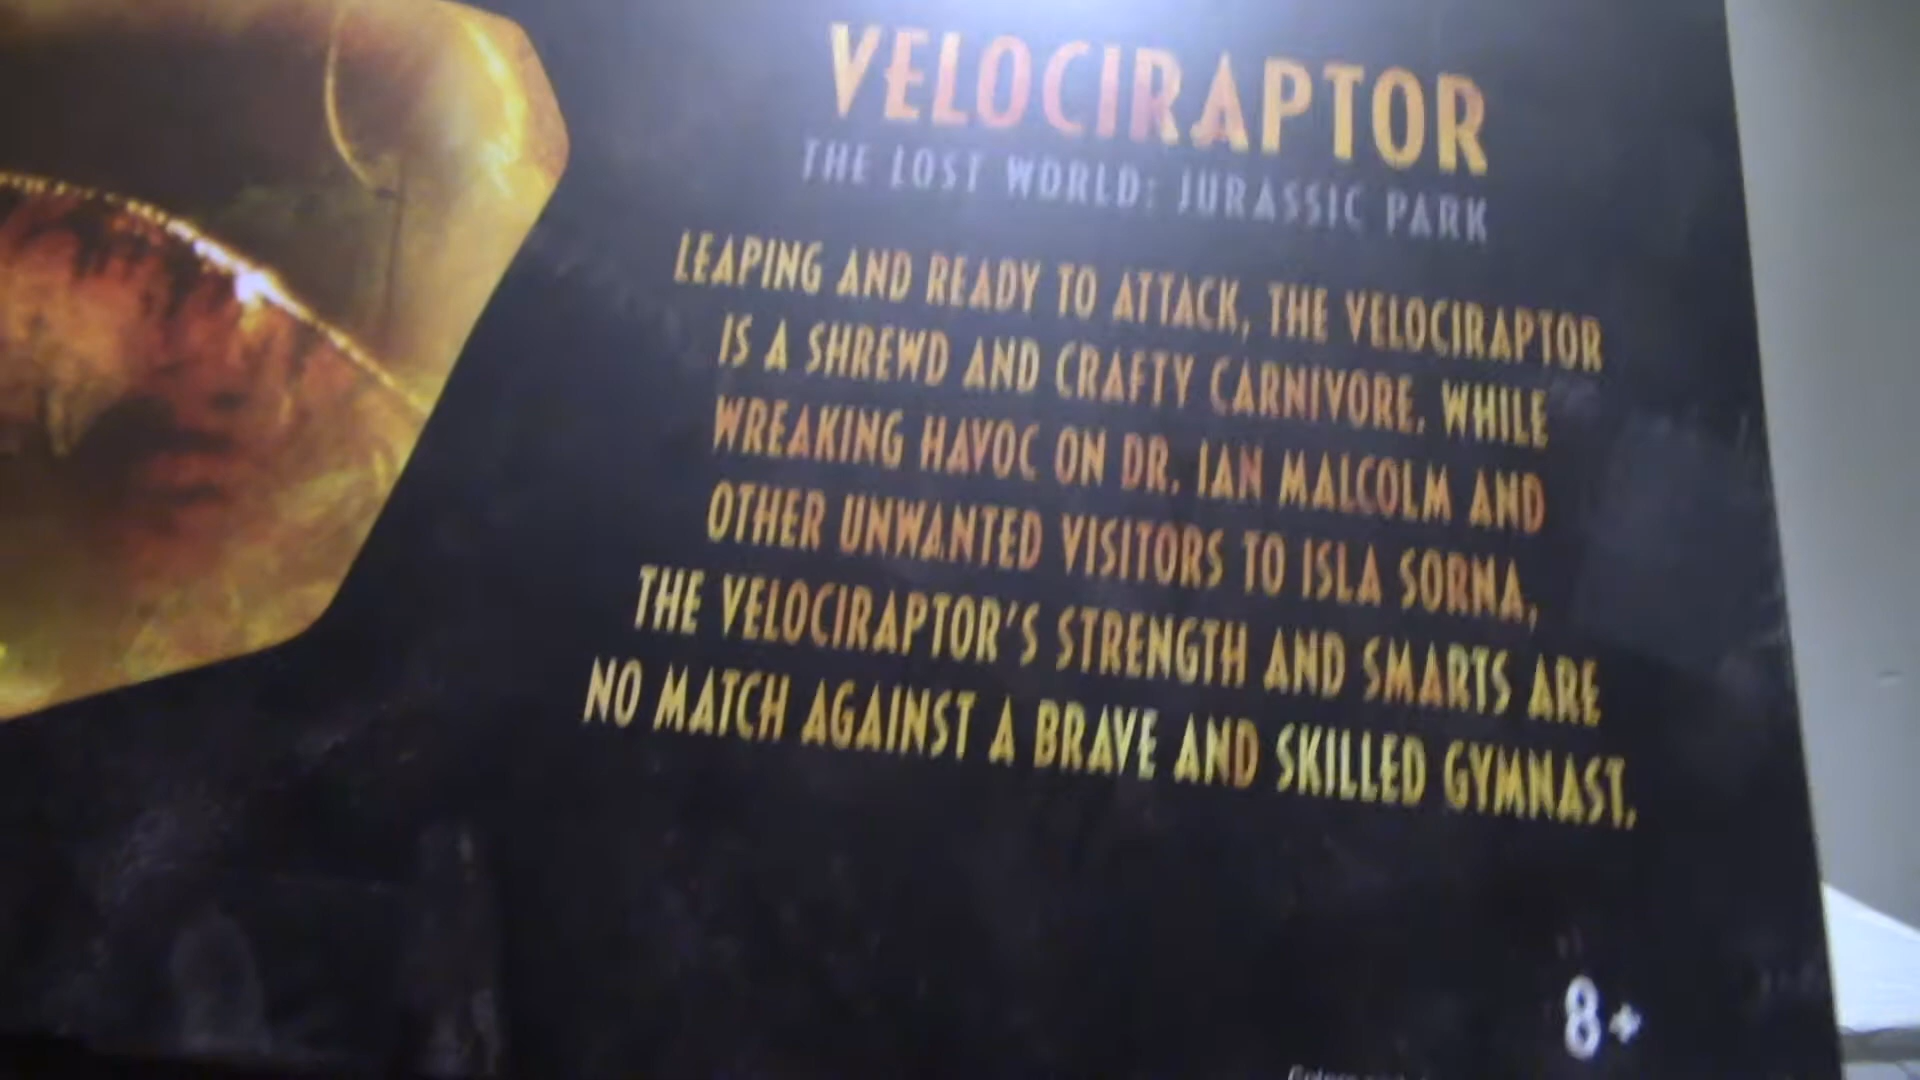 VELOCIRAPTOR
THE LOST WORLD: JURASSIC PARK
LEAPING AND READY TO ATTACK, THE VELOCIRAPTOR
IS A SHREWD AND CRAFTY CARNIVORE. WHILE
WREAKING HAVOC ON DR. IAN MALCOLM AND
OTHER UNWANTED VISITORS TO ISLA SORNA,
THE VELOCIRAPTOR'S STRENGTH AND SMARTS ARE
NO MATCH AGAINST A BRAVE AND SKILLED GYMNAST.
8+